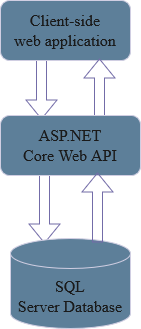 Client-side
web application
ASP.NET
Core Web API
SQL
Server Database